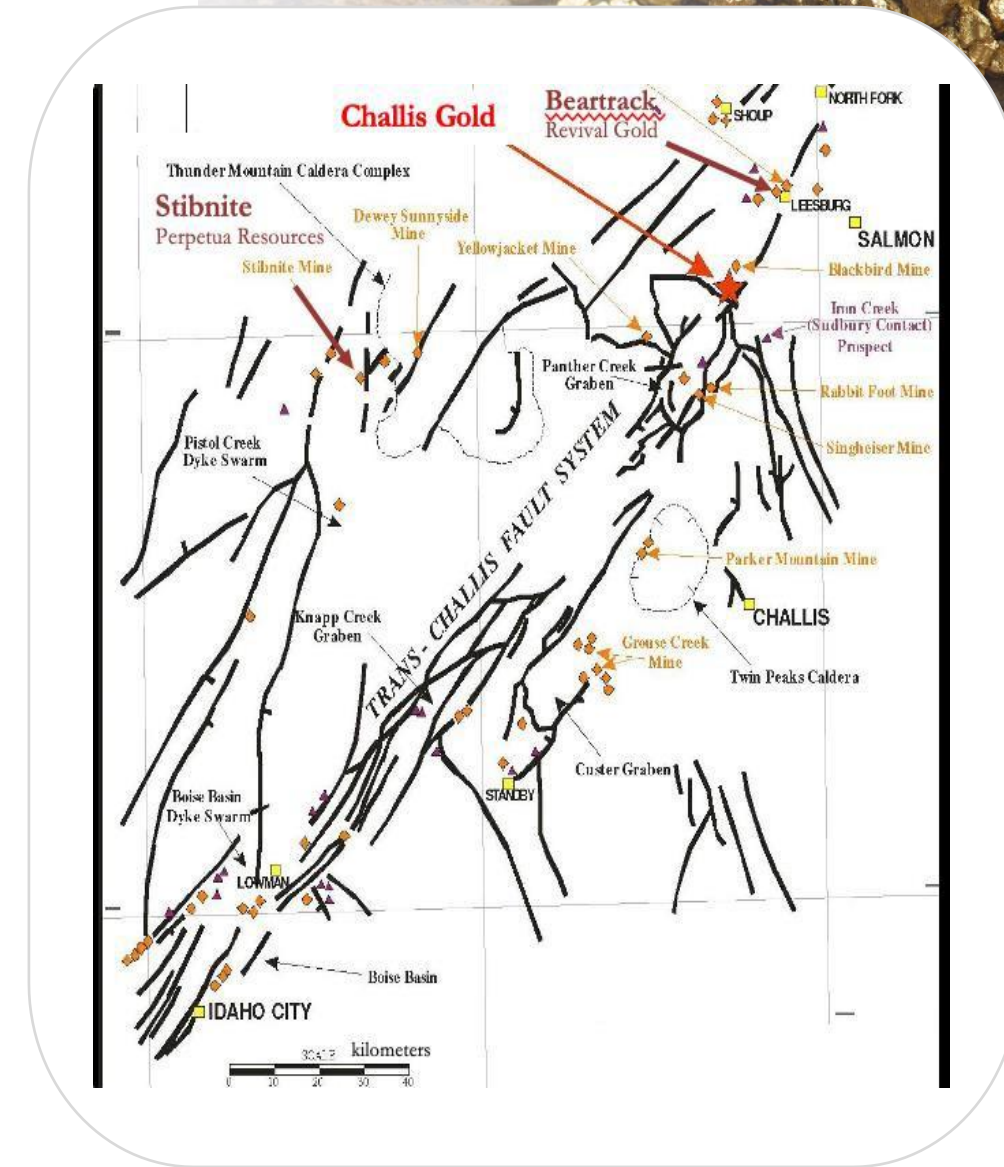 Challis Gold
Beartrack,
Revival Gold
SHOUP
NORTH FORK
Thunder Mountain Caldera Complex
Stibnite
Perpetua Resources
Stibnite Mine
Dewey Sunnyside
Mine
Yellowjacket Mine
LEESBURG
SALMON
Blackbird Mine
Iron Creek
(Sudbury Contact)
Prospect
Panther Creek
Graben
Rabbit Foot Mine
Singheiser Mine
Pistol Creek
Dyke Swarm
TRANS - CHALLIS FAULT SYSTEM
Parker Mountain Mine
CHALLIS
Knapp Creek
Graben
Grouse Creek
Mine
Twin Peaks Caldera
Custer Graben
STANDBY
Boise Basin
Dyke Swarm
LOWMAN
Boise Basin
IDAHO CITY
SCALE kilometers
0 10 20 30 40